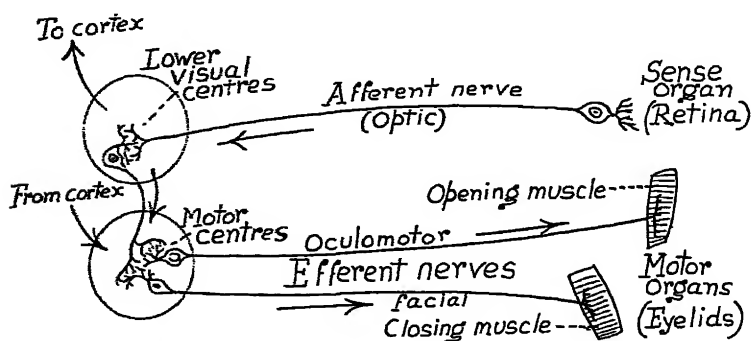 To cortex
Lower
visual
centres
Afferent nerve
(Optic)
Sense
organ
(Retina)
From cortex
Motor
centres
Opening muscle
Oculomotor
Efferent nerves
facial
Closing muscle
Motor
Organs
(Eyelids)